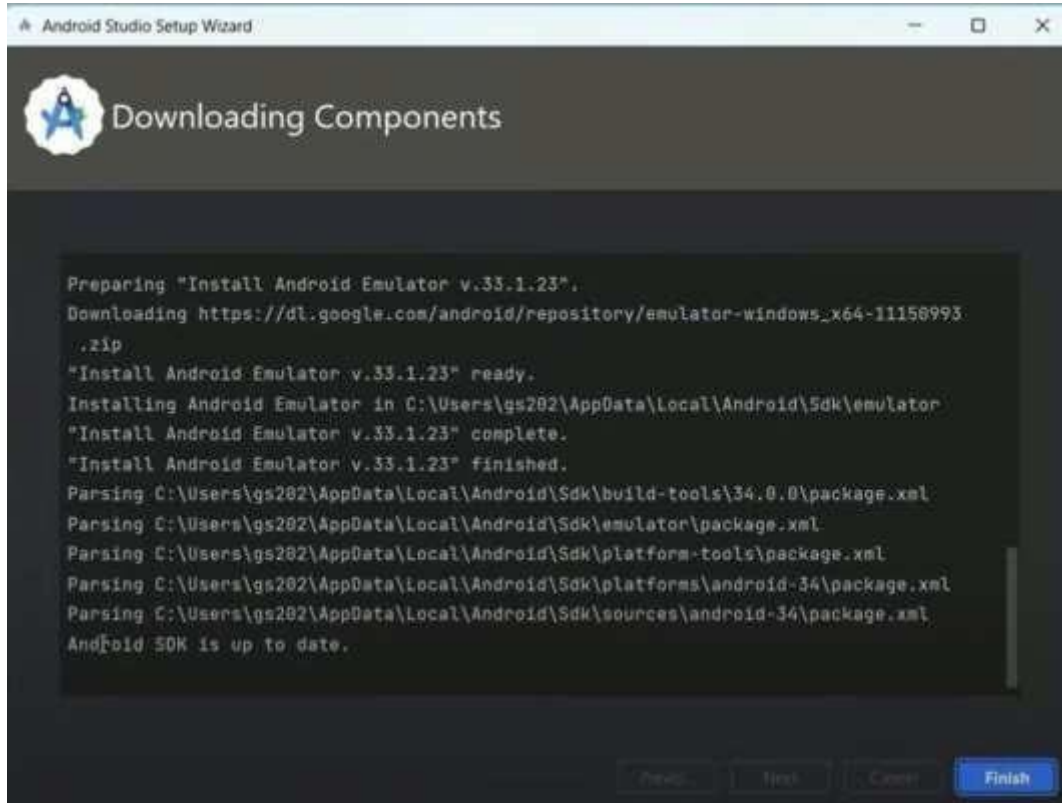 Android Studio Setup Wizard
Downloading Components
Preparing "Install Android Emulator v.33.1.23".
Downloading https://dl.google.com/android/repository/emulator-windows_x64-11150993
.zip
"Install Android Emulator v.33.1.23" ready.
Installing Android Emulator in C:\Users\gs202\AppData\Local\Android\Sdk\emulator
"Install Android Emulator v.33.1.23" complete.
"Install Android Emulator v.33.1.23" finished.
Parsing C:\Users\gs202\AppData\Local\Android\Sdk\build-tools\34.0.0\package.xml
Parsing C:\Users\gs202\AppData\Local\Android\Sdk\emulator\package.xml
Parsing C:\Users\gs202\AppData\Local\Android\Sdk\platform-tools\package.xml
Parsing C:\Users\gs202\AppData\Local\Android\Sdk\platforms\android-34\package.xml
Parsing C:\Users\gs202\AppData\Local\Android\Sdk\sources\android-34\package.xml
Android SDK is up to date.
Next Cancel Finish